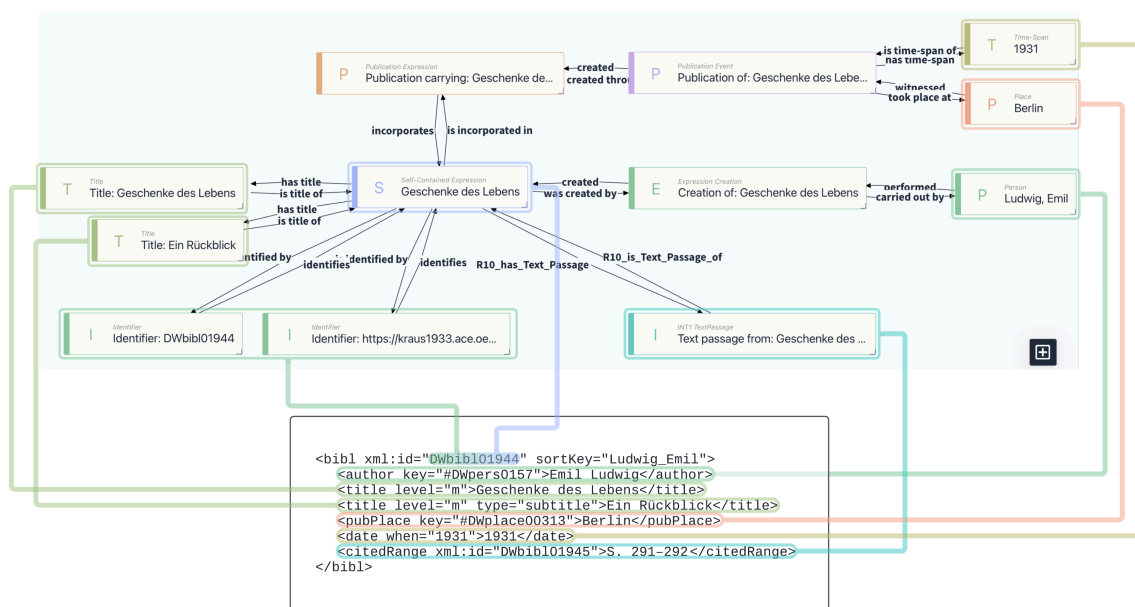 Time-Span
T 1931
is time-span of
has time-span
Publication Expression
P Publication carrying: Geschenke de...
created
created throu
Publication Event
P Publication of: Geschenke des Lebe...
witnessed
took place at
Place
P Berlin
incorporates
is incorporated in
Title
T Title: Geschenke des Lebens
has title
is title of
Self-Contained Expression
S Geschenke des Lebens
created
was created by
Expression Creation
E Creation of: Geschenke des Lebens
performed
carried out by
Person
P Ludwig, Emil
has title
is title of
Title
T Title: Ein Rückblick
ntified by
identifies
dentified by
identifies
R10_has_Text_Passage
R10_is_Text_Passage_of
Identifier
I Identifier: DWbibl01944
Identifier
I Identifier: https://kraus1933.ace.oe...
INT1 TextPassage
I Text passage from: Geschenke des ...
<bibl xml:id="DWbibl01944" sortKey="Ludwig_Emil">
<author key="#DWpers0157">Emil Ludwig</author>
<title level="m">Geschenke des Lebens</title>
<title level="m" type="subtitle">Ein Rückblick</title>
<pubPlace key="#DWplace00313">Berlin</pubPlace>
<date when="1931">1931</date>
<citedRange xml:id="DWbibl01945">S. 291–292</citedRange>
</bibl>